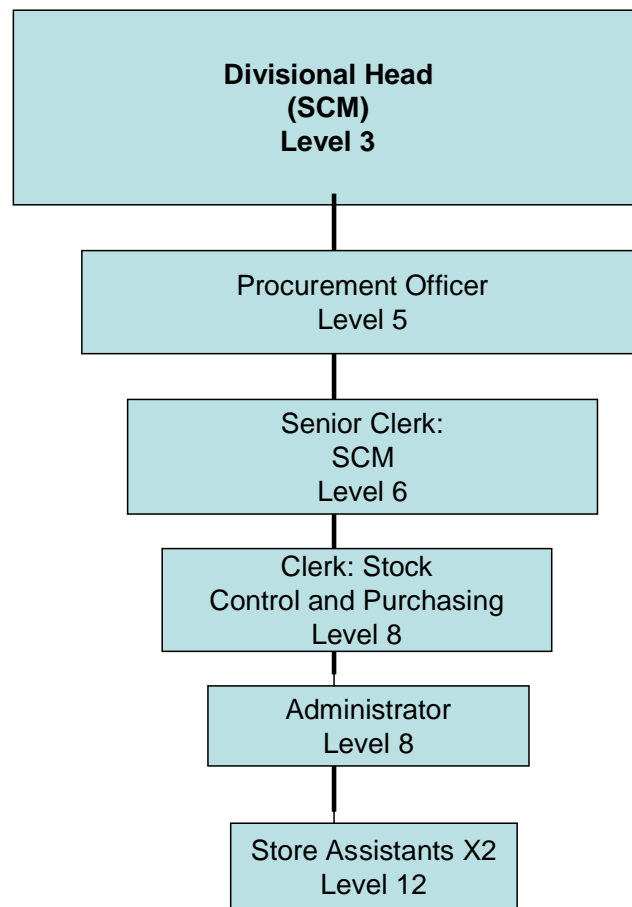 Divisional Head
(SCM)
Level 3
Procurement Officer
Level 5
Senior Clerk:
SCM
Level 6
Clerk: Stock
Control and Purchasing
Level 8
Administrator
Level 8
Store Assistants X2
Level 12